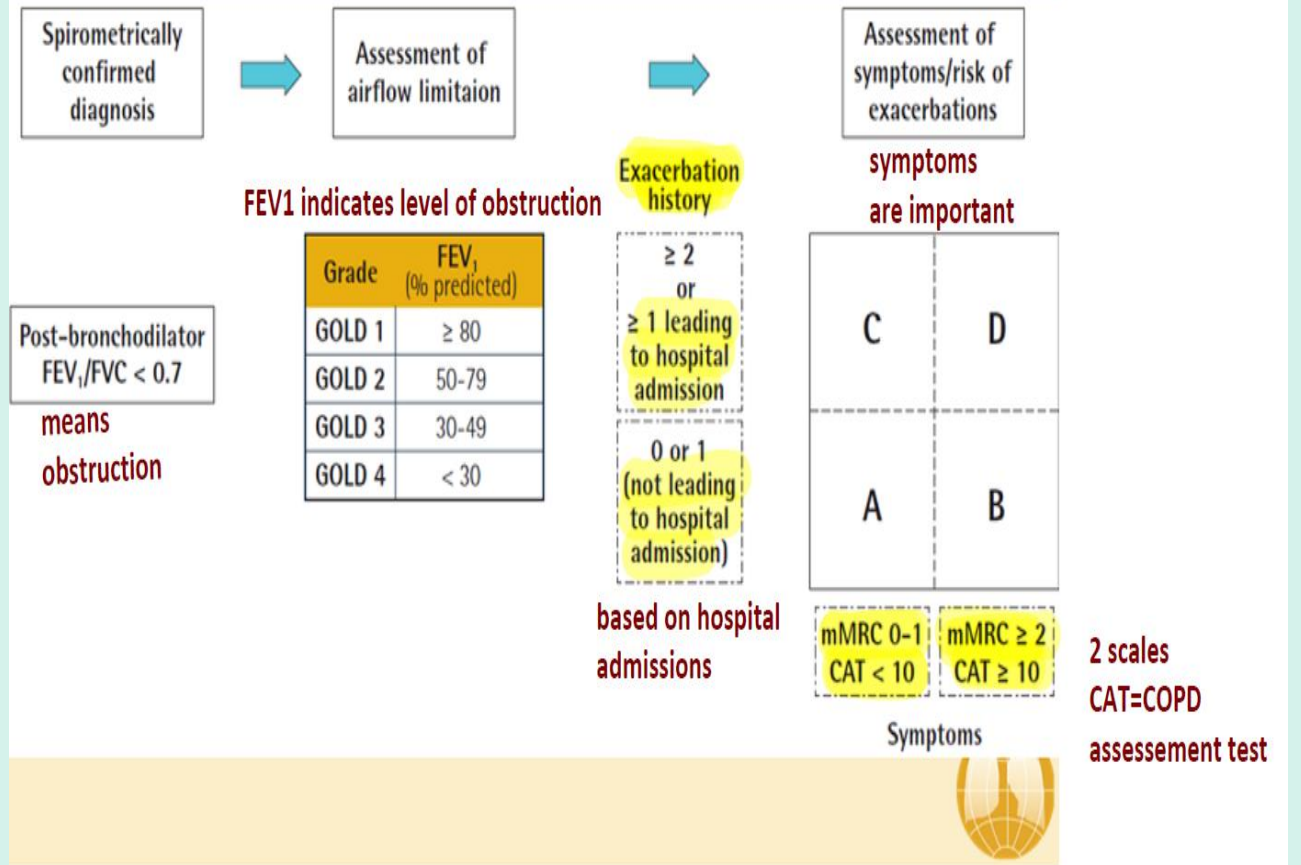 Spirometrically
confirmed
diagnosis
Assessment of
airflow limitaion
Assessment of
symptoms/risk of
exacerbations
symptoms
are important
Exacerbation
history
FEV1 indicates level of obstruction
Grade
FEV₁
(% predicted)
GOLD 1 ≥ 80
GOLD 2 50-79
GOLD 3 30-49
GOLD 4 < 30
Post-bronchodilator
FEV₁/FVC < 0.7
means
obstruction
≥ 2
or
≥ 1 leading
to hospital
admission
0 or 1
(not leading
to hospital
admission)
based on hospital
admissions
C D
A B
mMRC 0-1
CAT < 10
mMRC ≥ 2
CAT ≥ 10
Symptoms
2 scales
CAT=COPD
assessement test